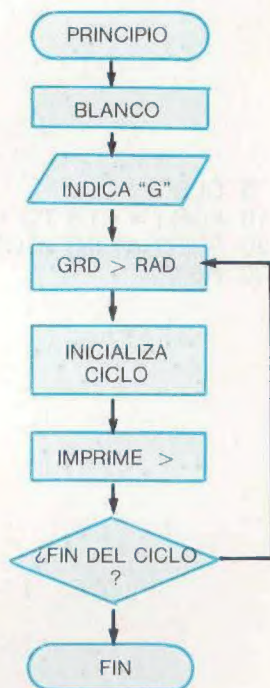 PRINCIPIO
BLANCO
INDICA "G"
GRD > RAD
INICIALIZA
CICLO
IMPRIME >
¿FIN DEL CICLO
?
FIN